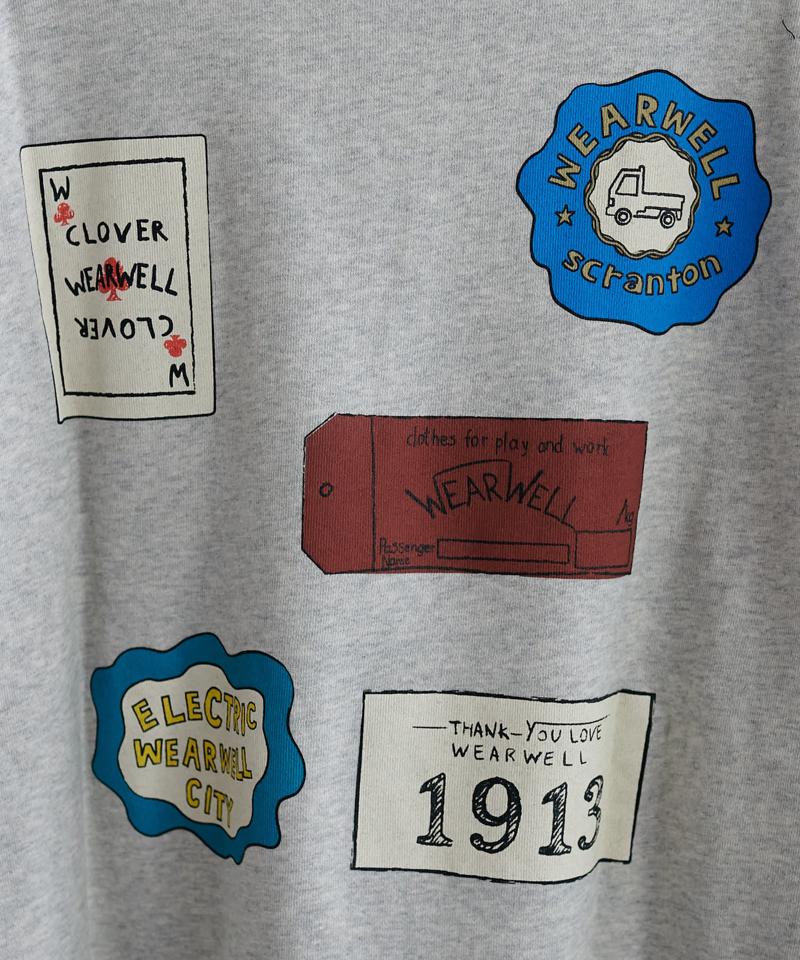 W
CLOVER
WEARWELL
CLOVER
W
WEARWELL
scranton
clothes for play and work
WEARWELL
No
Passenger
Name
ELECTRIC
WEARWELL
CITY
THANK-YOU LOVE
WEARWELL
1913